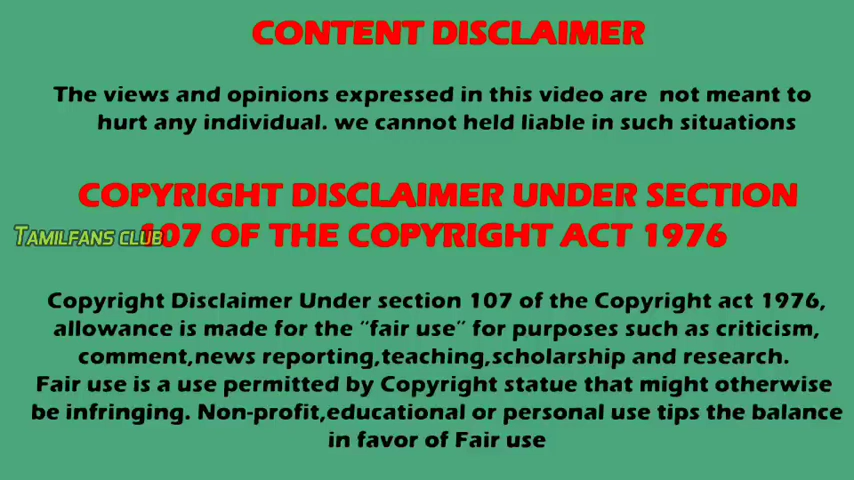 CONTENT DISCLAIMER
The views and opinions expressed in this video are not meant to
hurt any individual. we cannot held liable in such situations
COPYRIGHT DISCLAIMER UNDER SECTION
107 OF THE COPYRIGHT ACT 1976
TAMILFANS CLUB
Copyright Disclaimer Under section 107 of the Copyright act 1976,
allowance is made for the “fair use” for purposes such as criticism,
comment,news reporting,teaching,scholarship and research.
Fair use is a use permitted by Copyright statue that might otherwise
be infringing. Non-profit,educational or personal use tips the balance
in favor of Fair use